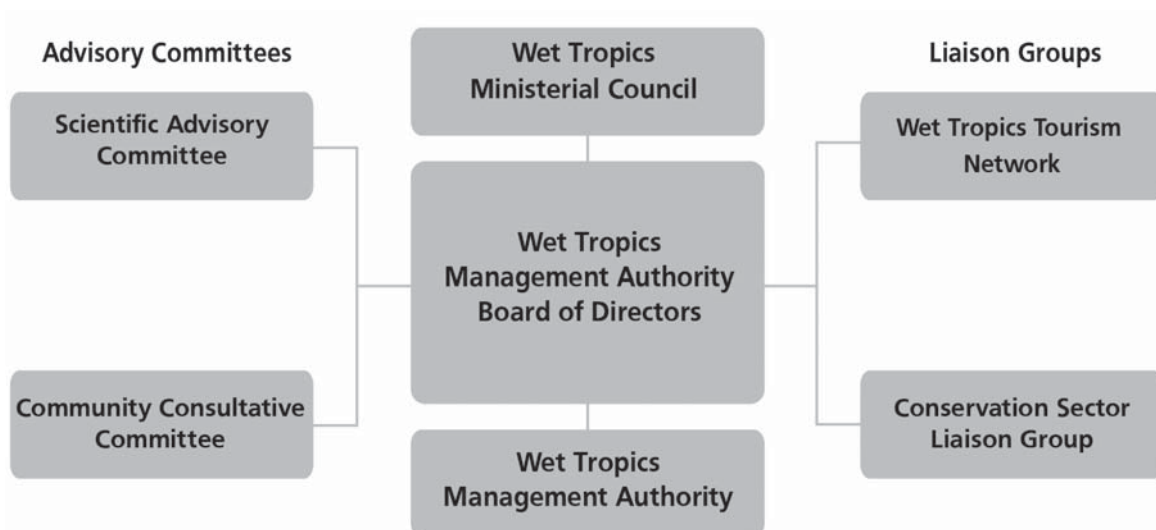 Advisory Committees
Scientific Advisory
Committee
Community Consultative
Committee
Wet Tropics
Ministerial Council
Wet Tropics
Management Authority
Board of Directors
Wet Tropics
Management Authority
Liaison Groups
Wet Tropics Tourism
Network
Conservation Sector
Liaison Group